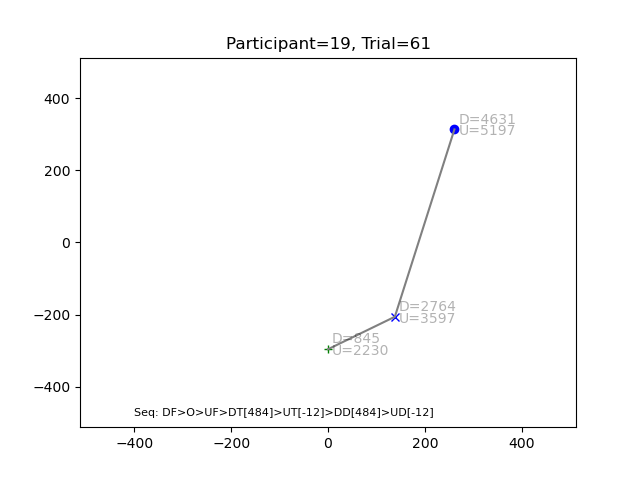 Participant=19, Trial=61
400
200
0
−200
−400
D=4631
U=5197
D=2764
U=3597
D=845
U=2230
Seq: DF>O>UF>DT[484]>UT[-12]>DD[484]>UD[-12]
−400 −200 0 200 400